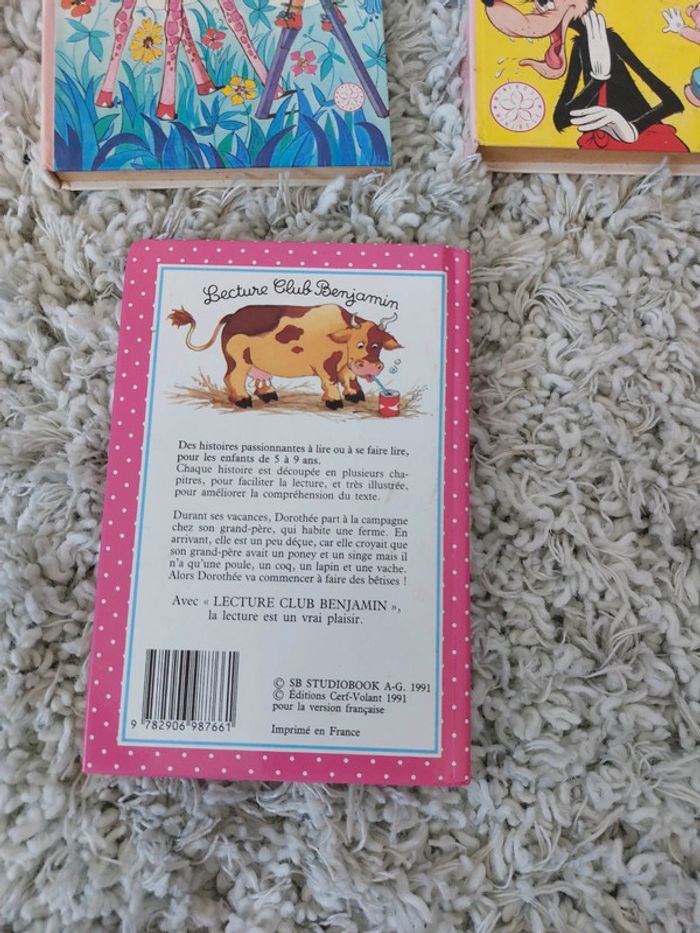 Lecture Club Benjamin
Des histoires passionnantes à lire ou à se faire lire,
pour les enfants de 5 à 9 ans.
Chaque histoire est découpée en plusieurs cha-
pitres, pour faciliter la lecture, et très illustrée,
pour améliorer la compréhension du texte.
Durant ses vacances, Dorothée part à la campagne
chez son grand-père, qui habite une ferme. En
arrivant, elle est un peu déçue, car elle croyait que
son grand-père avait un poney et un singe mais il
n'a qu'une poule, un coq, un lapin et une vache.
Alors Dorothée va commencer à faire des bêtises !
Avec « LECTURE CLUB BENJAMIN »,
la lecture est un vrai plaisir.
© SB STUDIOBOOK A-G. 1991
© Éditions Cerf-Volant 1991
pour la version française
Imprimé en France
9 782906 987661